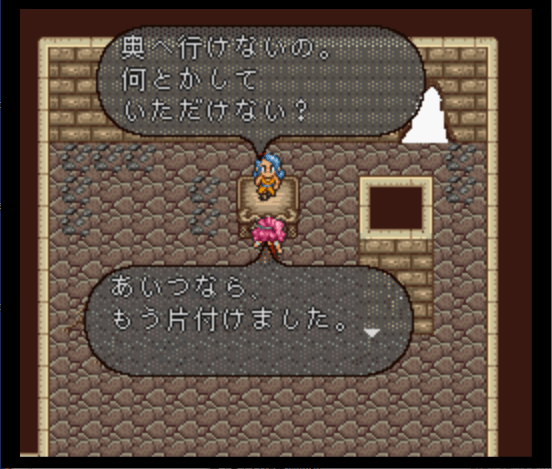 奥へ行けないの。
何とかして
いただけない?
あいつなら、
もう片付けました。